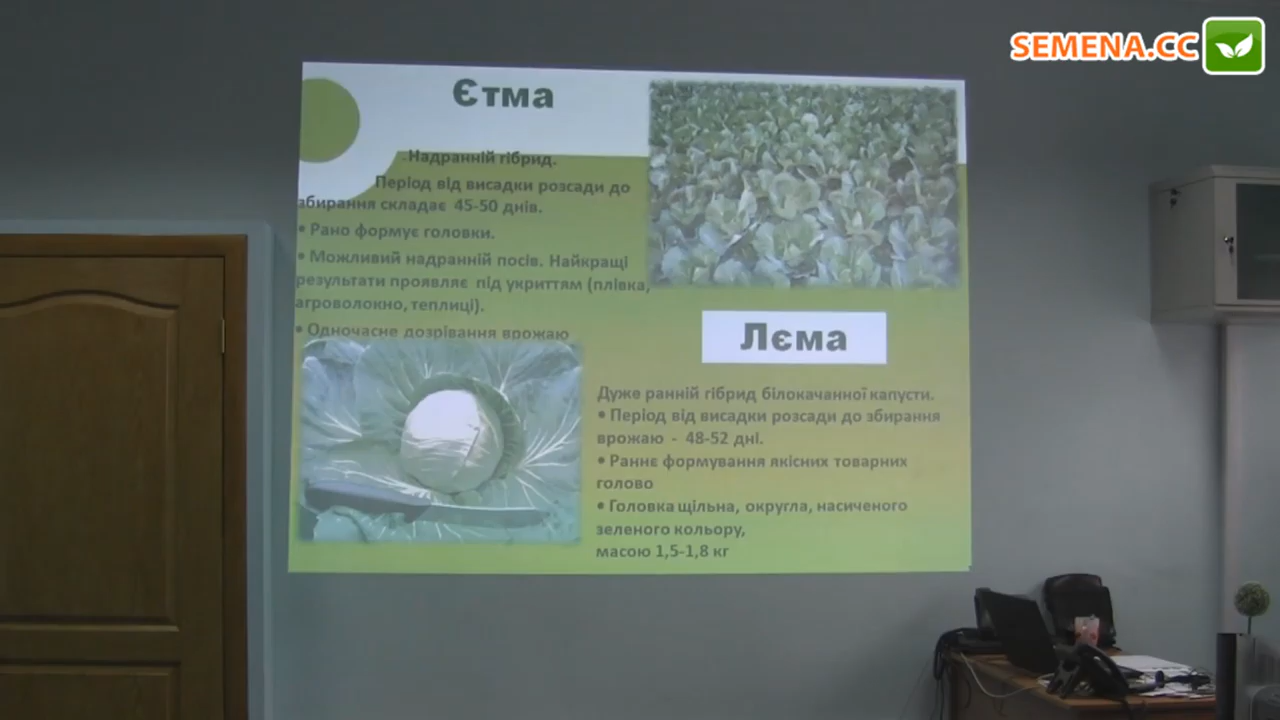 SEMENA.CC
Єтма
Надранній гібрид.
Період від висадки розсади до
збирання складає 45-50 днів.
• Рано формує головки.
• Можливий надранній посів. Найкращі
результати проявляє під укриттям (плівка,
агроволокно, теплиці).
• Одночасне дозрівання врожаю
Лєма
Дуже ранній гібрид білокачанної капусти.
• Період від висадки розсади до збирання
врожаю - 48-52 дні.
• Раннє формування якісних товарних
голово
• Головка щільна, округла, насиченого
зеленого кольору,
масою 1,5-1,8 кг